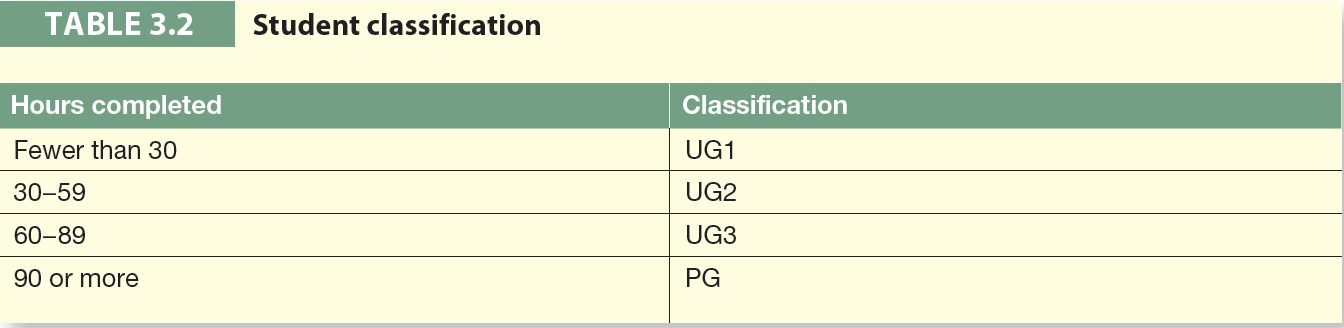 TABLE 3.2 Student classification
Hours completed Classification
Fewer than 30 UG1
30–59 UG2
60–89 UG3
90 or more PG